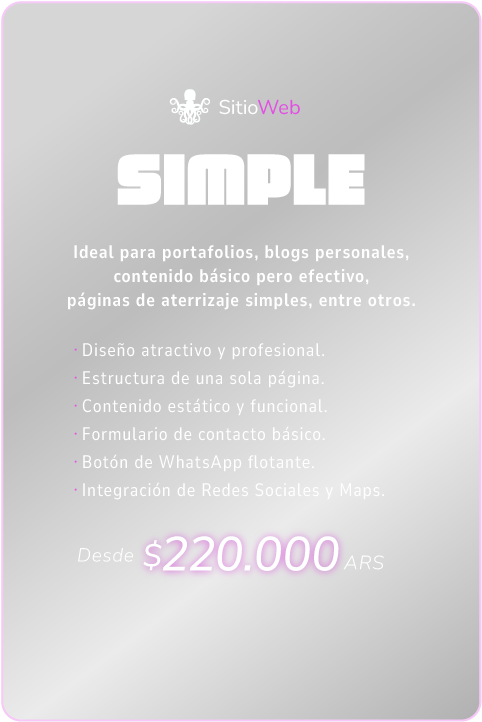 SitioWeb
SIMPLE
Ideal para portafolios, blogs personales,
contenido básico pero efectivo,
páginas de aterrizaje simples, entre otros.
· Diseño atractivo y profesional.
· Estructura de una sola página.
· Contenido estático y funcional.
· Formulario de contacto básico.
· Botón de WhatsApp flotante.
· Integración de Redes Sociales y Maps.
Desde $220.000 ARS